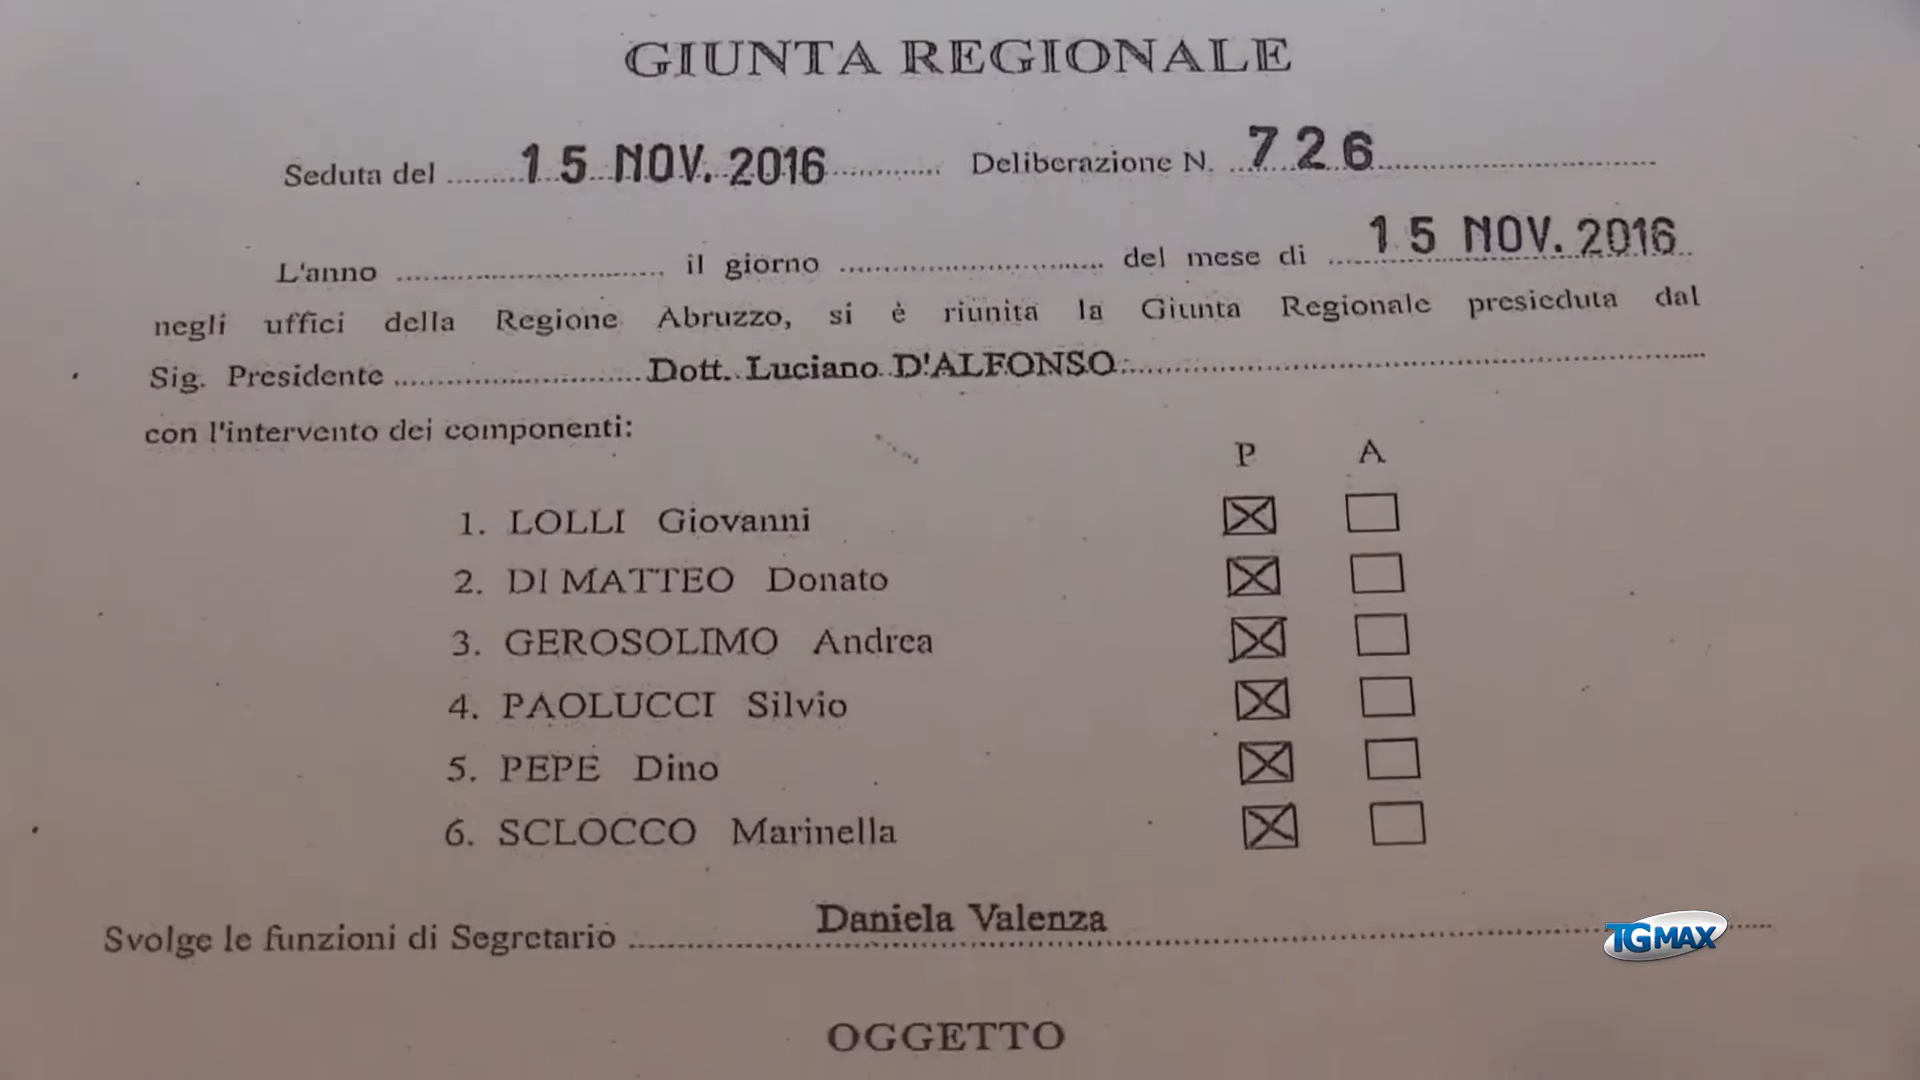 GIUNTA REGIONALE
Seduta del ........15 NOV. 2016............ Deliberazione N. ...726..............................
L'anno ........................... il giorno ........................... del mese di ....15 NOV. 2016..
negli uffici della Regione Abruzzo, si è riunita la Giunta Regionale presieduta dal
Sig. Presidente .........................Dott. Luciano D'ALFONSO...........................................................
con l'intervento dei componenti:
P A
1. LOLLI Giovanni ☒ ☐
2. DI MATTEO Donato ☒ ☐
3. GEROSOLIMO Andrea ☒ ☐
4. PAOLUCCI Silvio ☒ ☐
5. PEPE Dino ☒ ☐
6. SCLOCCO Marinella ☒ ☐
Svolge le funzioni di Segretario ....................Daniela Valenza......................................................
TGMAX
OGGETTO